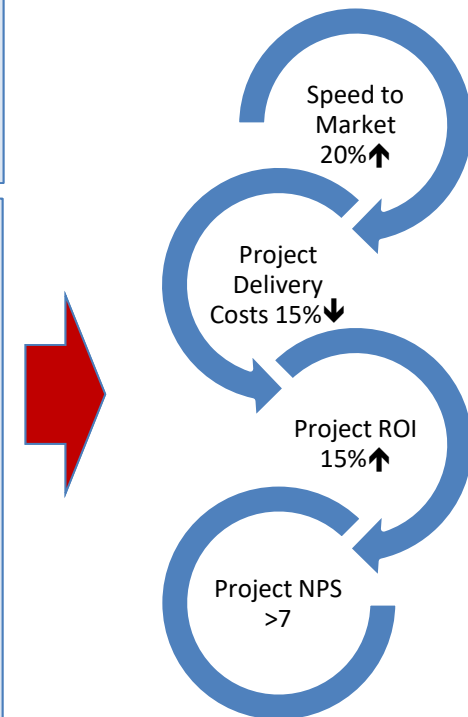 Speed to
Market
20%🡹
Project
Delivery
Costs 15%🡻
Project ROI
15%🡹
Project NPS
>7